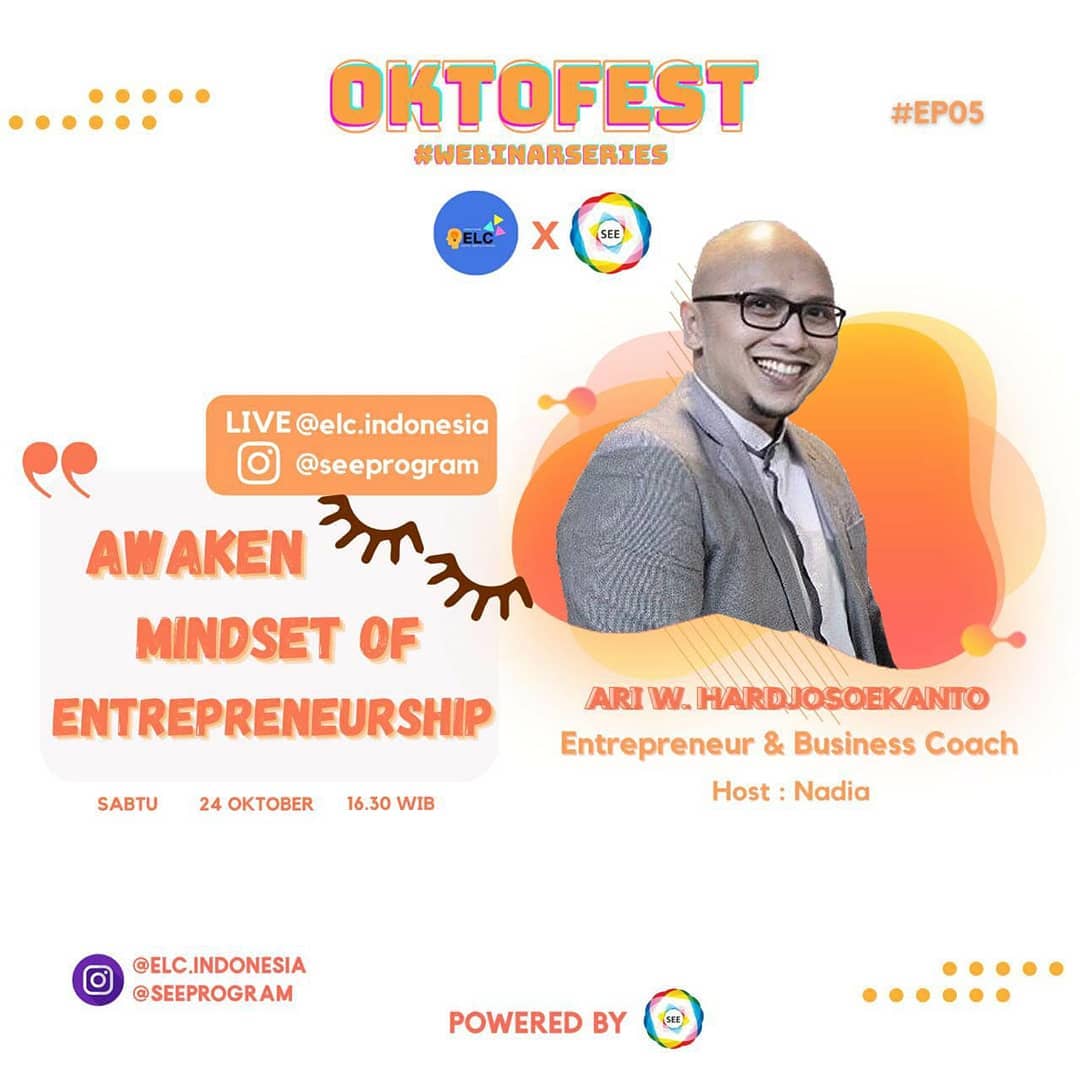 OKTOFEST
#WEBINARSERIES
#EP05
ELC
X
SEE
LIVE @elc.indonesia
@seeprogram
AWAKEN
MINDSET OF
ENTREPRENEURSHIP
SABTU 24 OKTOBER 16.30 WIB
ARI W. HARDJOSOEKANTO
Entrepreneur & Business Coach
Host : Nadia
@ELC.INDONESIA
@SEEPROGRAM
POWERED BY SEE